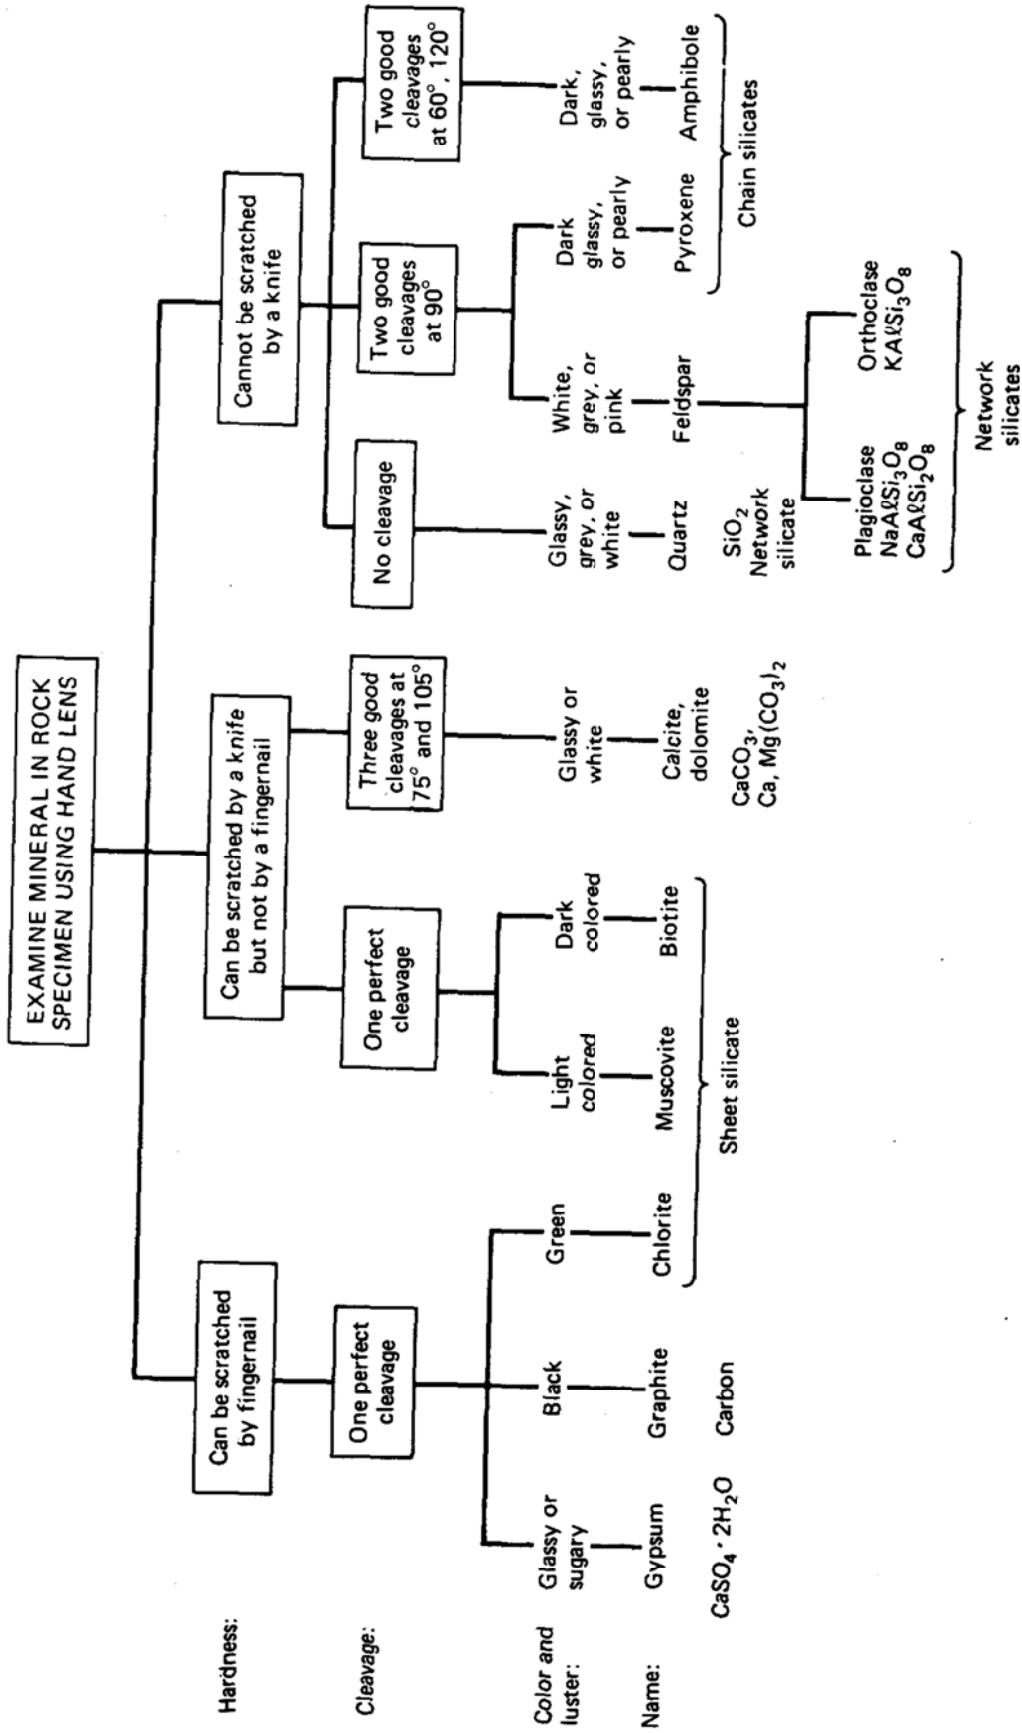 EXAMINE MINERAL IN ROCK
SPECIMEN USING HAND LENS
Hardness:
Can be scratched
by fingernail
Can be scratched by a knife
but not by a fingernail
Cannot be scratched
by a knife
Cleavage:
One perfect
cleavage
One perfect
cleavage
Three good
cleavages at
75° and 105°
No cleavage
Two good
cleavages
at 90°
Two good
cleavages
at 60°, 120°
Color and
luster:
Glassy or
sugary
Black
Green
Light
colored
Dark
colored
Glassy or
white
Glassy,
grey, or
white
White,
grey, or
pink
Dark
glassy,
or pearly
Dark,
glassy,
or pearly
Name:
Gypsum
Graphite
Chlorite
Muscovite
Biotite
Calcite,
dolomite
Quartz
Feldspar
Pyroxene
Amphibole
CaSO₄ · 2H₂O
Carbon
Sheet silicate
CaCO₃,
Ca, Mg(CO₃)₂
SiO₂
Network
silicate
Chain silicates
Plagioclase
NaAℓSi₃O₈
CaAℓSi₂O₈
Orthoclase
KAℓSi₃O₈
Network
silicates